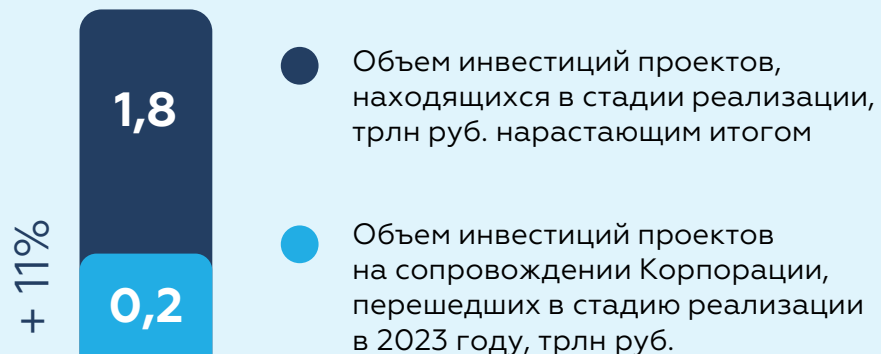 1,8
Объем инвестиций проектов,
находящихся в стадии реализации,
трлн руб. нарастающим итогом
+ 11%
0,2
Объем инвестиций проектов
на сопровождении Корпорации,
перешедших в стадию реализации
в 2023 году, трлн руб.